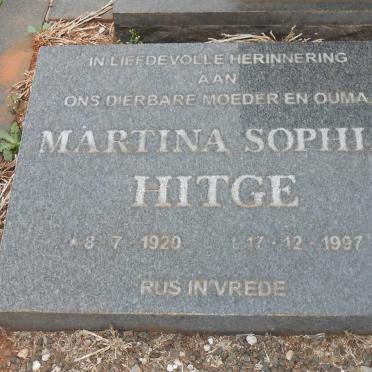 IN LIEFDEVOLLE HERINNERING
AAN
ONS DIERBARE MOEDER EN OUMA
MARTINA SOPHI
HITGE
*8-7-1920 †17-12-1997
RUS IN VREDE